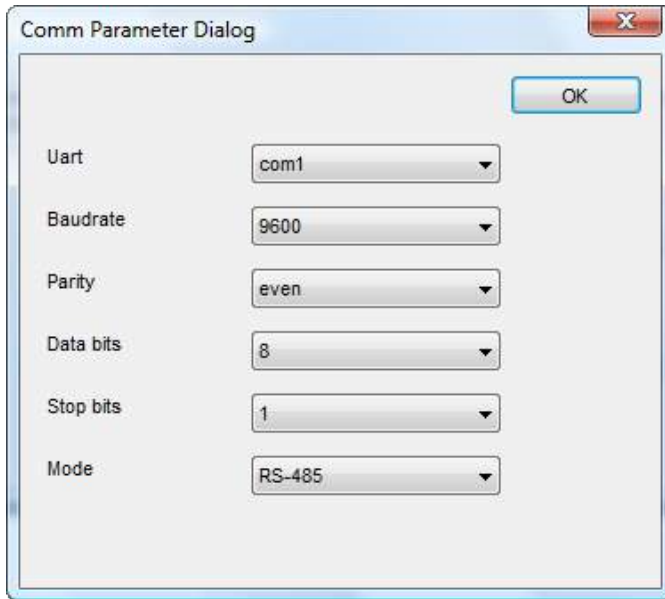 Comm Parameter Dialog
OK
Uart com1
Baudrate 9600
Parity even
Data bits 8
Stop bits 1
Mode RS-485